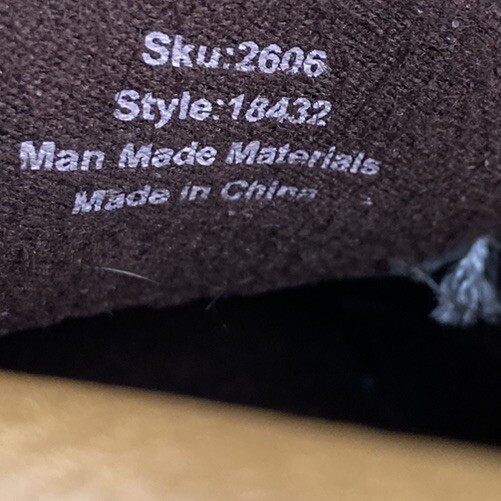 Sku:2606
Style:18432
Man Made Materials
Made in China